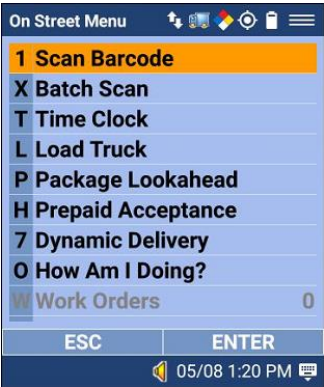 On Street Menu
1 Scan Barcode
X Batch Scan
T Time Clock
L Load Truck
P Package Lookahead
H Prepaid Acceptance
7 Dynamic Delivery
O How Am I Doing?
W Work Orders 0
ESC ENTER
05/08 1:20 PM